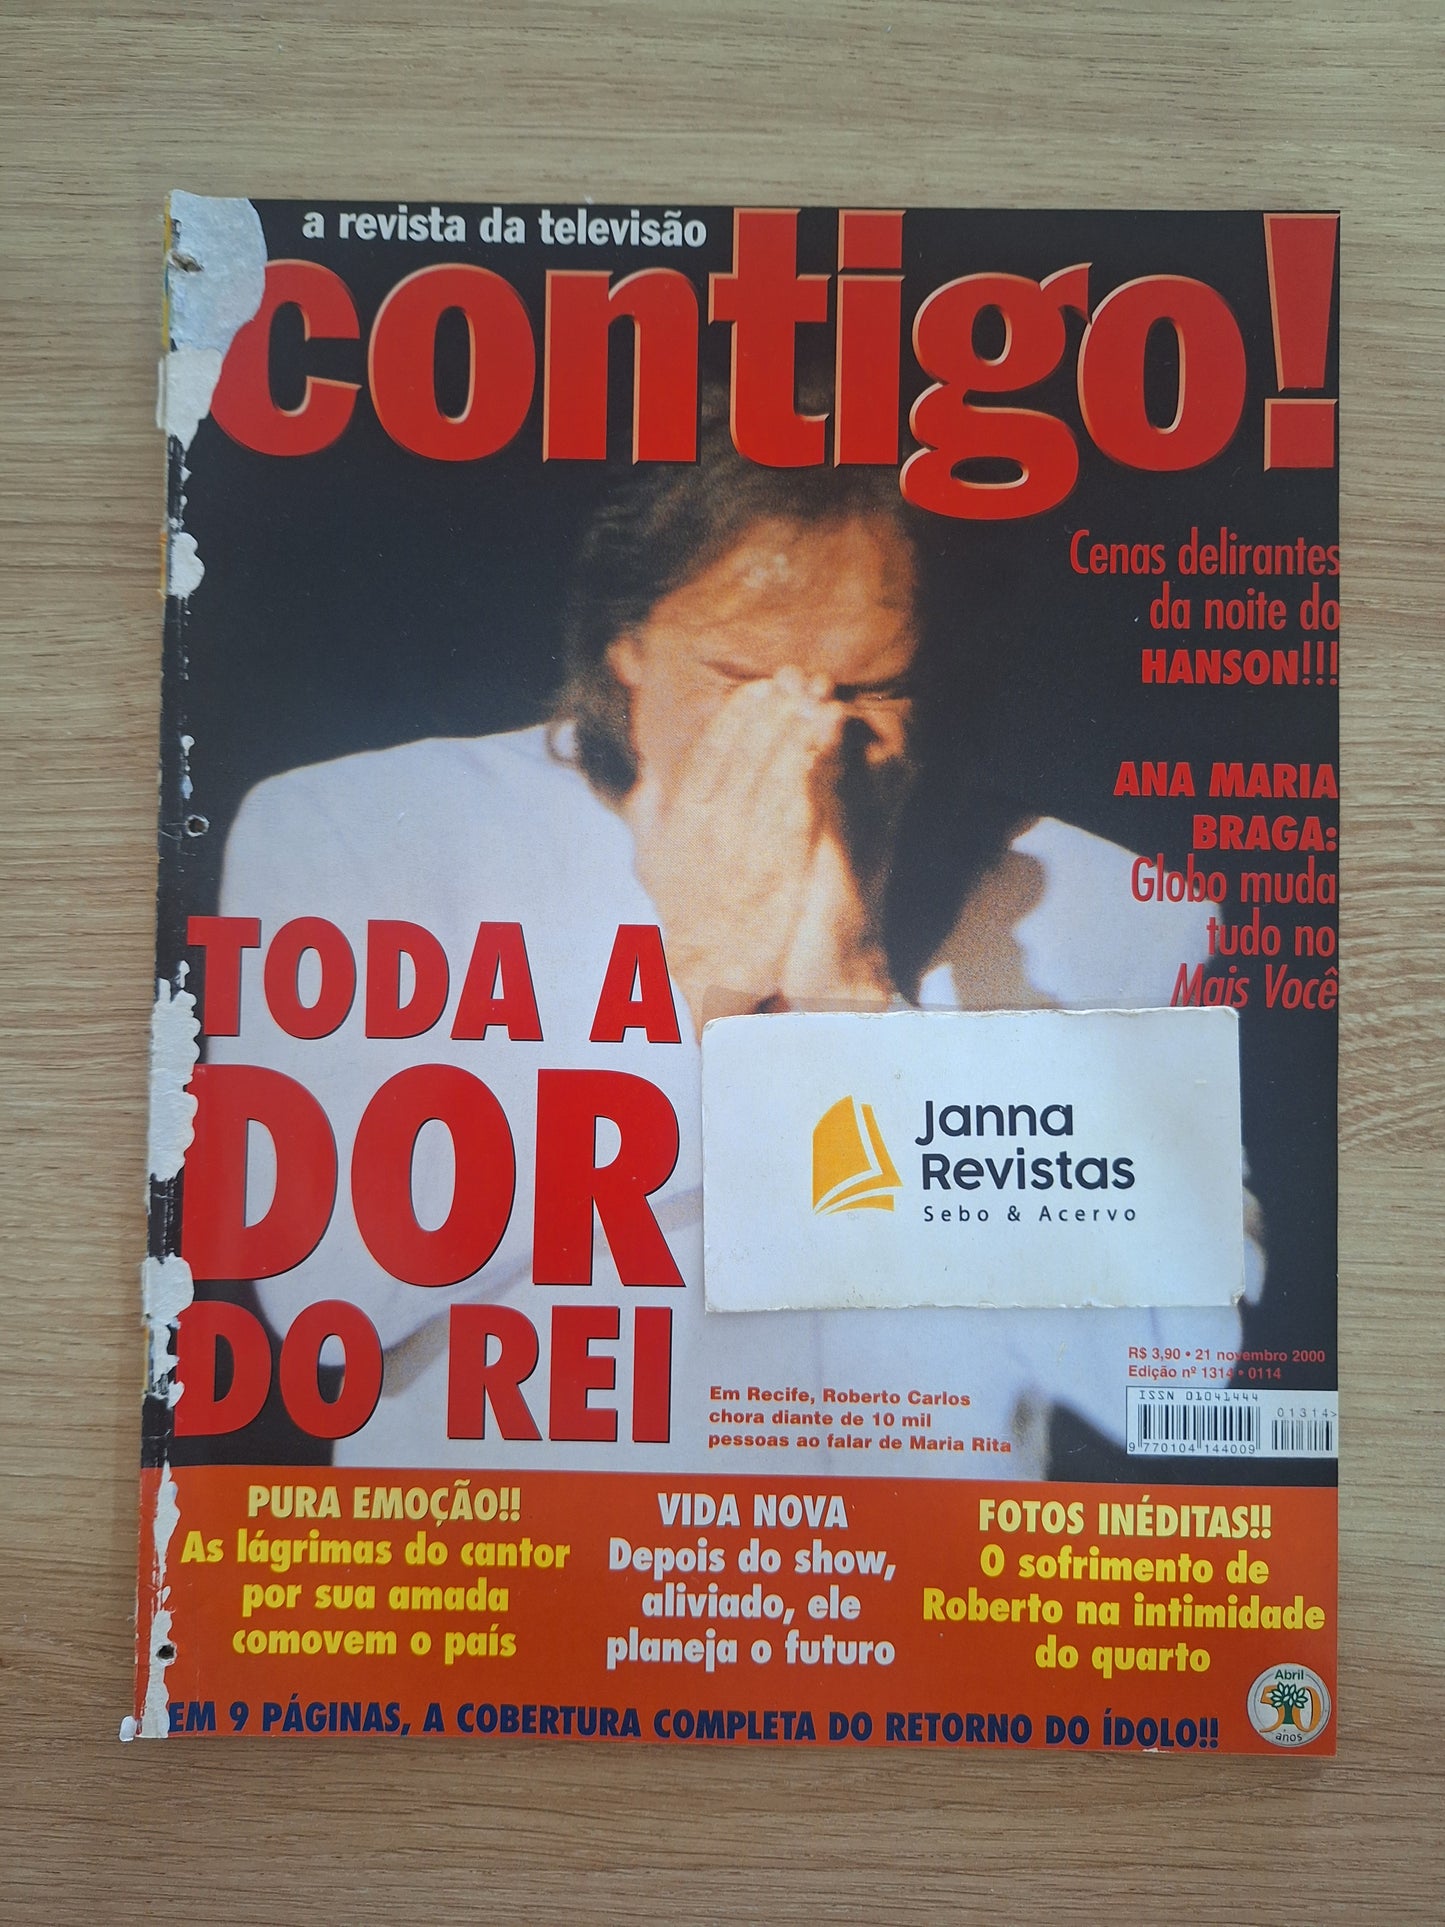 a revista da televisão
contigo!
Cenas delirantes
da noite do
HANSON!!!
ANA MARIA
BRAGA:
Globo muda
tudo no
Mais Você
TODA A
DOR
DO REI
Janna
Revistas
Sebo & Acervo
Em Recife, Roberto Carlos
chora diante de 10 mil
pessoas ao falar de Maria Rita
R$ 3,90 • 21 novembro 2000
Edição nº 1314 • 0114
ISSN 01041444
01314>
9 770104 144009
PURA EMOÇÃO!!
As lágrimas do cantor
por sua amada
comovem o país
VIDA NOVA
Depois do show,
aliviado, ele
planeja o futuro
FOTOS INÉDITAS!!
O sofrimento de
Roberto na intimidade
do quarto
EM 9 PÁGINAS, A COBERTURA COMPLETA DO RETORNO DO ÍDOLO!!
Abril
50
anos